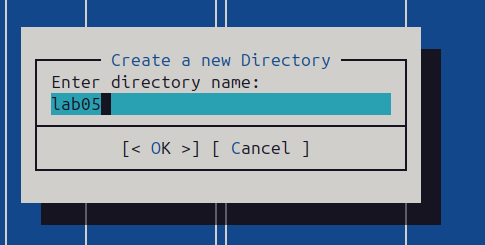 Create a new Directory
Enter directory name:
lab05
[< OK >] [ Cancel ]